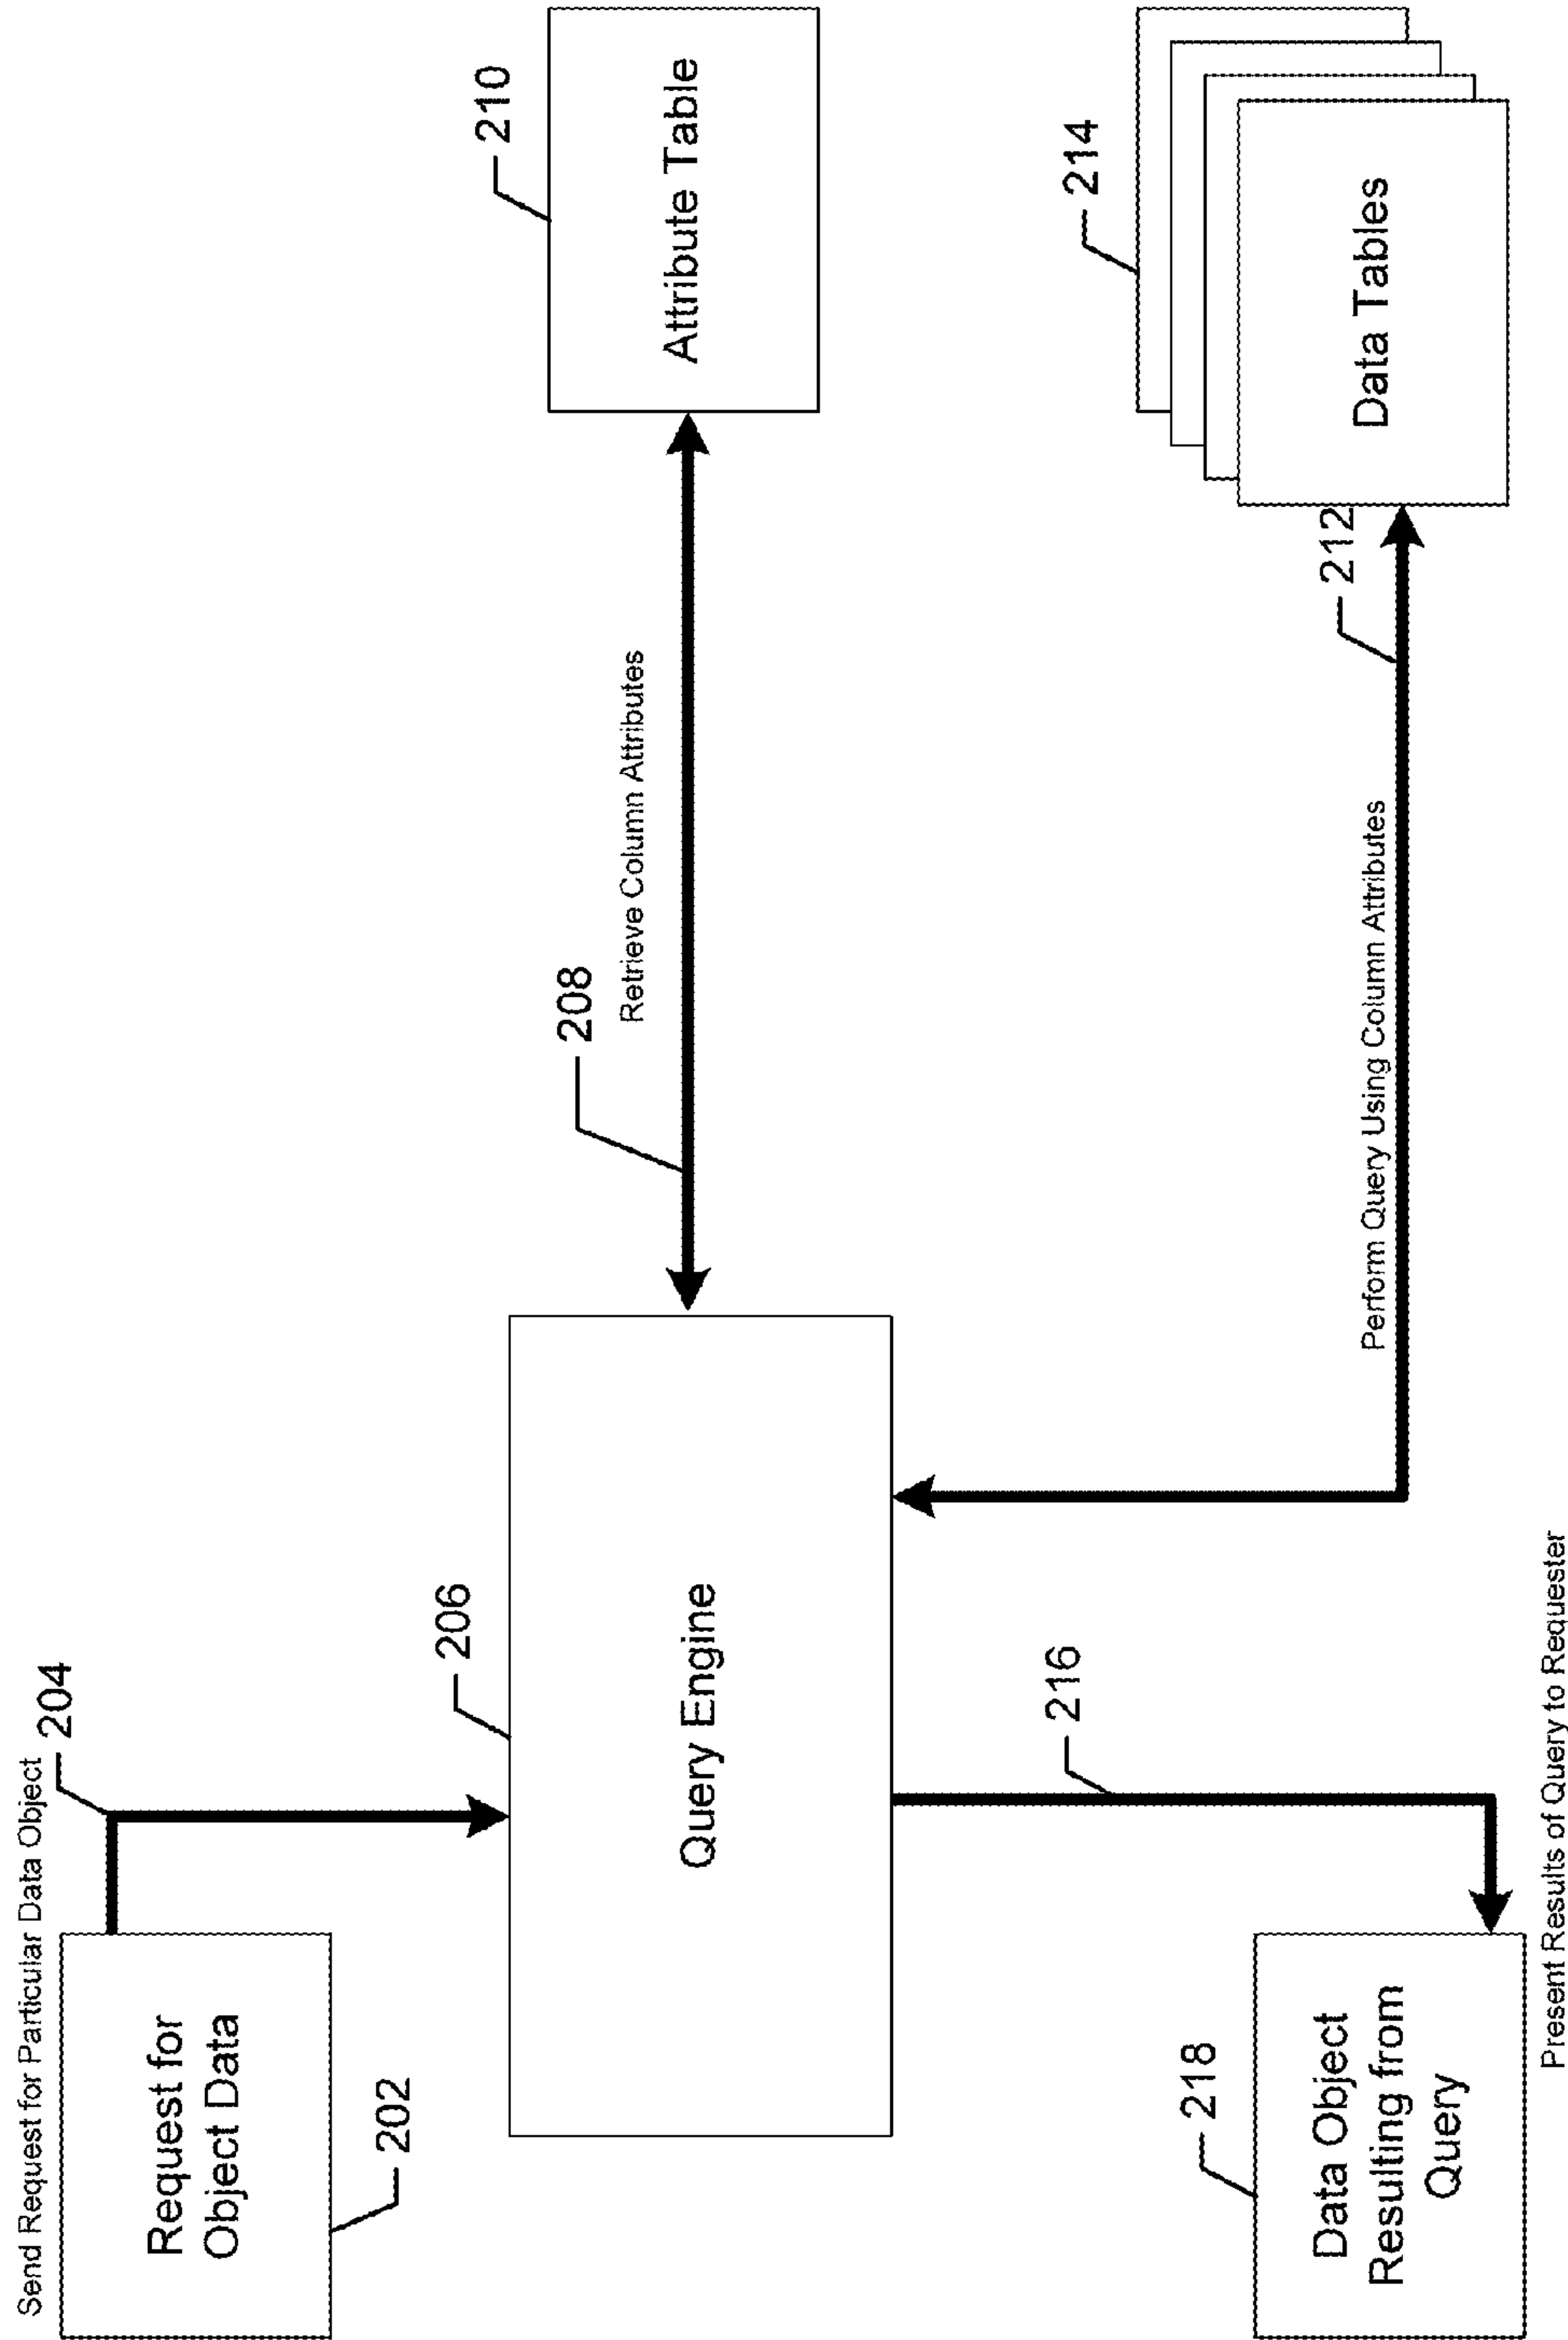 Send Request for Particular Data Object
204
Request for
Object Data
202
206
Query Engine
208
Retrieve Column Attributes
210
Attribute Table
216
218
Data Object
Resulting from
Query
Present Results of Query to Requester
Perform Query Using Column Attributes
212
214
Data Tables